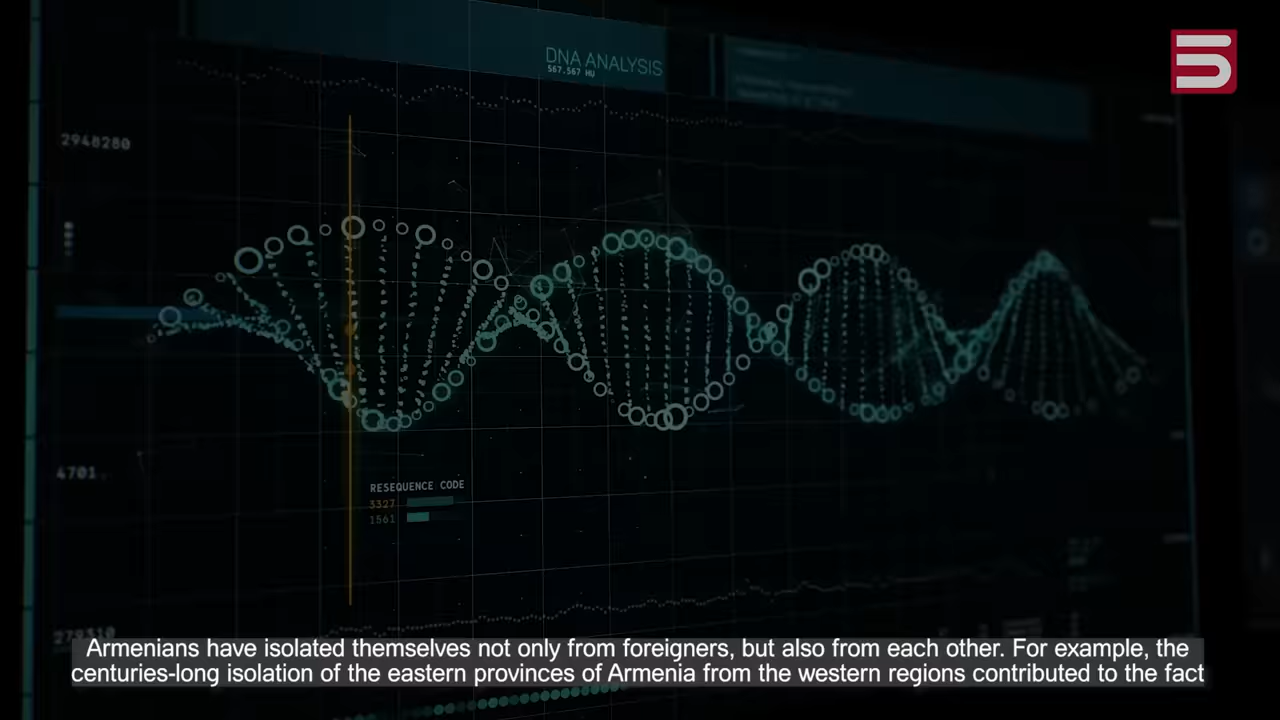 DNA ANALYSIS
567.567 HU
2948280
4701.
RESEQUENCE CODE
3327
1561
279310
Armenians have isolated themselves not only from foreigners, but also from each other. For example, the
centuries-long isolation of the eastern provinces of Armenia from the western regions contributed to the fact